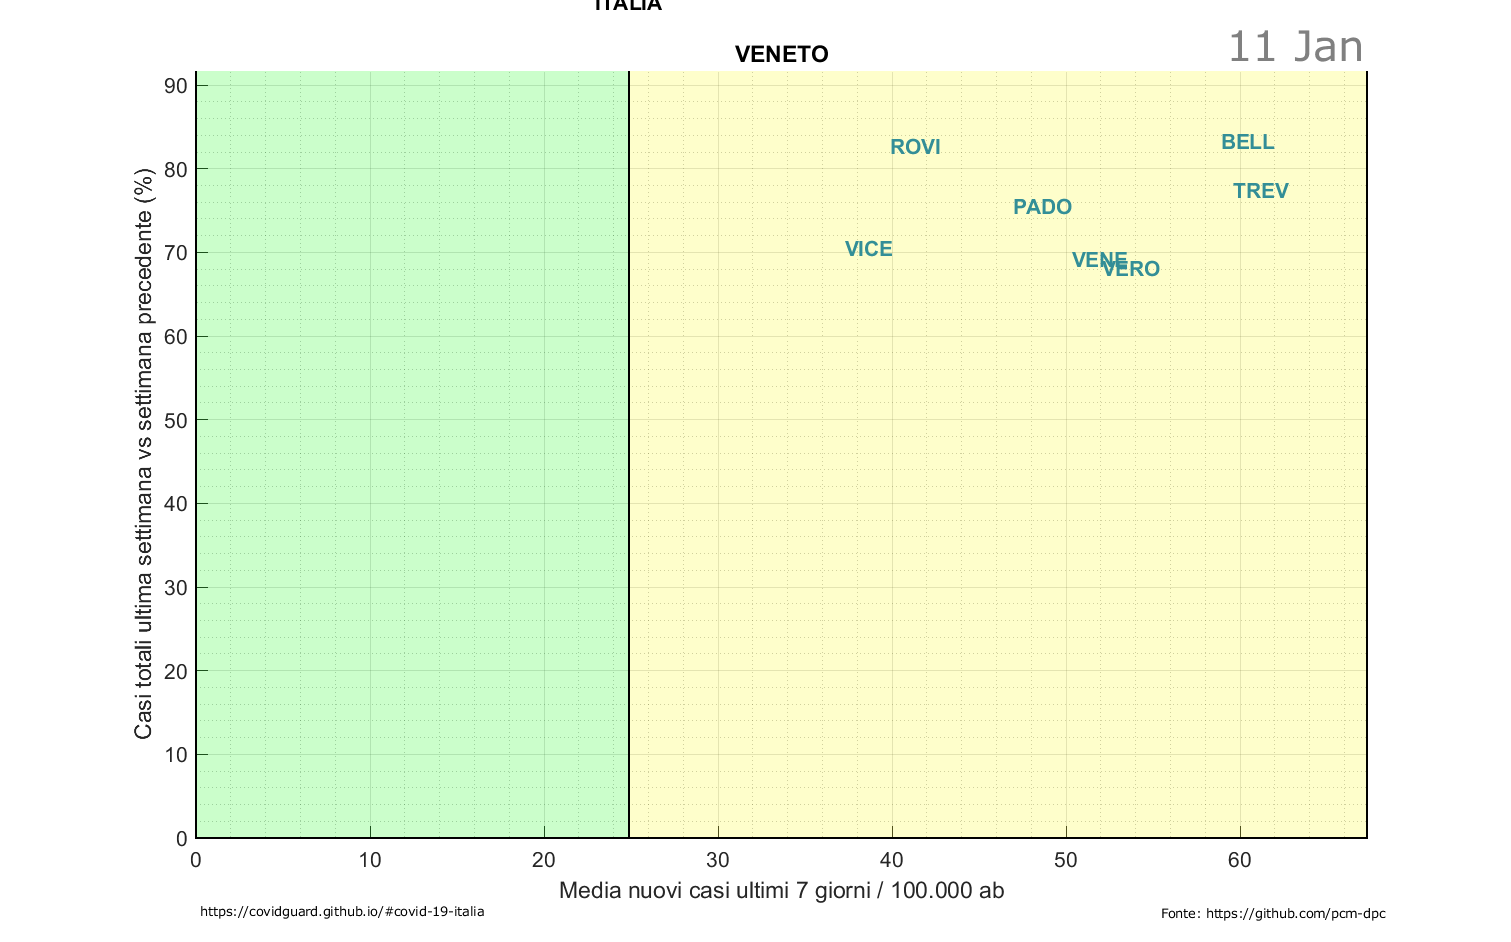 ITALIA
VENETO
11 Jan
90
80
70
60
50
40
30
20
10
0
Casi totali ultima settimana vs settimana precedente (%)
ROVI
BELL
TREV
PADO
VICE
VENE
VERO
0 10 20 30 40 50 60
Media nuovi casi ultimi 7 giorni / 100.000 ab
https://covidguard.github.io/#covid-19-italia
Fonte: https://github.com/pcm-dpc